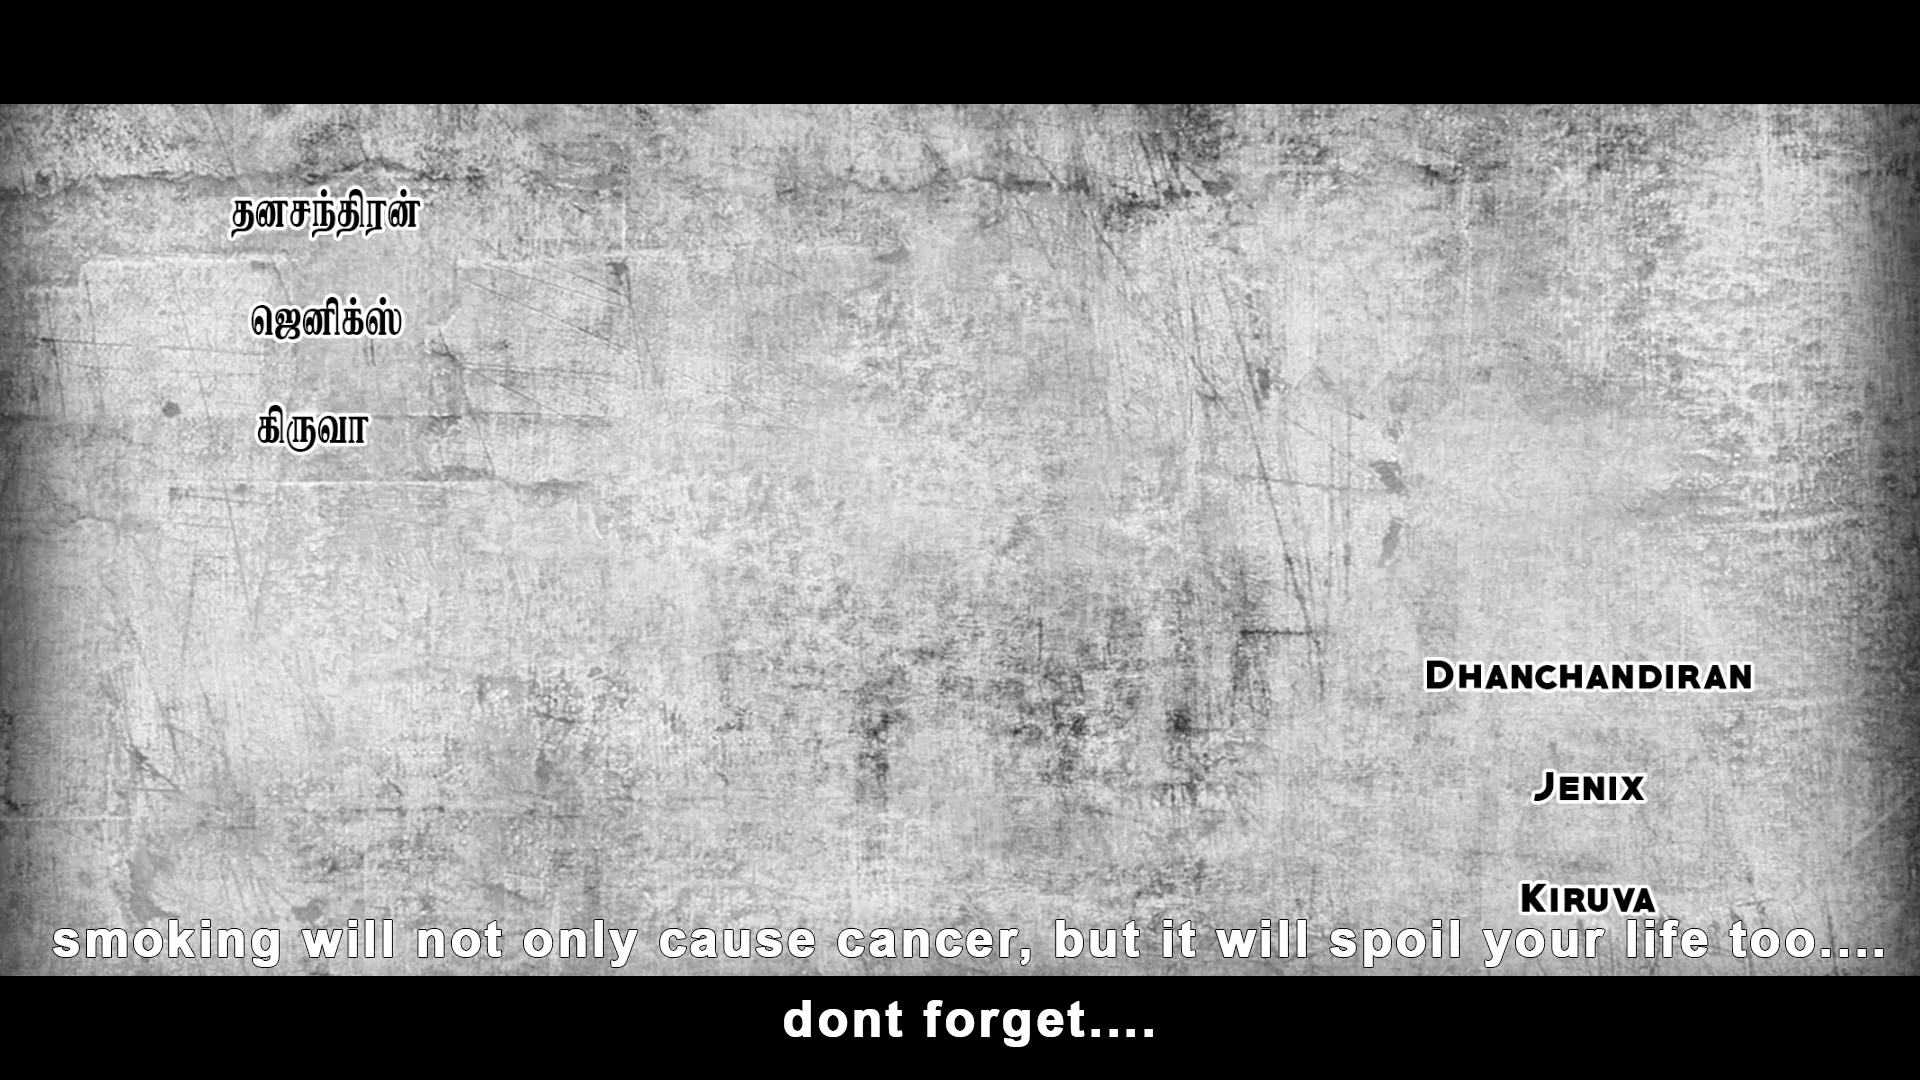 தனசந்திரன்
ஜெனிக்ஸ்
கிருவா
Dhanchandiran
Jenix
Kiruva
smoking will not only cause cancer, but it will spoil your life too....
dont forget....